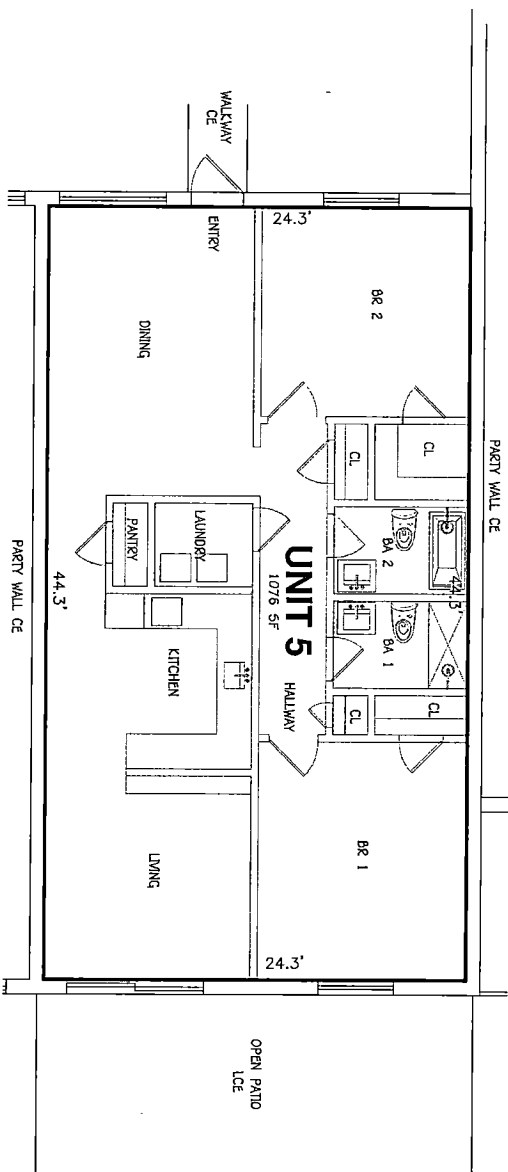 WALKWAY
CE
ENTRY
24.3'
DINING
BR 2
PARTY WALL CE
CL
CL
LAUNDRY
PANTRY
BA 2
44.3'
44.3'
UNIT 5
1076 SF
BA 1
PARTY WALL CE
KITCHEN
HALLWAY
CL
CL
LIVING
BR 1
24.3'
OPEN PATIO
LCE